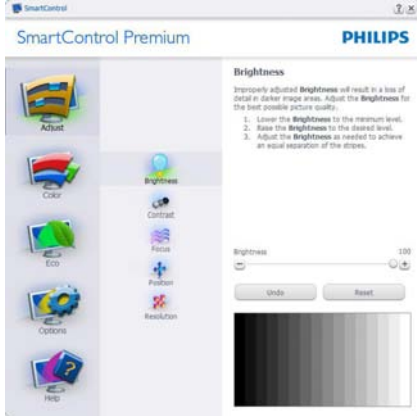 SmartControl
SmartControl Premium
PHILIPS
Adjust
Color
Eco
Options
Help
Brightness
Contrast
Focus
Position
Resolution
Brightness
Improperly adjusted Brightness will result in a loss of
detail in darker image areas. Adjust the Brightness for
the best possible picture quality.
1. Lower the Brightness to the minimum level.
2. Raise the Brightness to the desired level.
3. Adjust the Brightness as needed to achieve
an equal separation of the stripes.
Brightness 100
Undo Reset